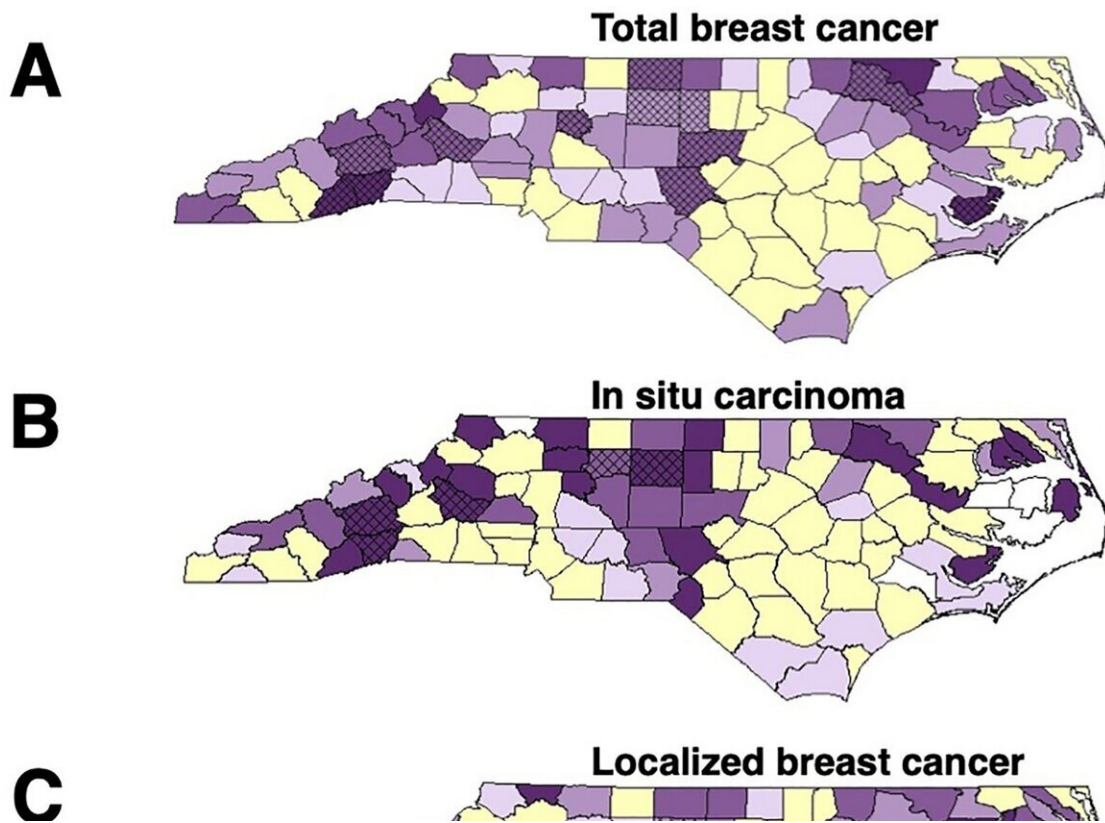 A
Total breast cancer
B
In situ carcinoma
C
Localized breast cancer